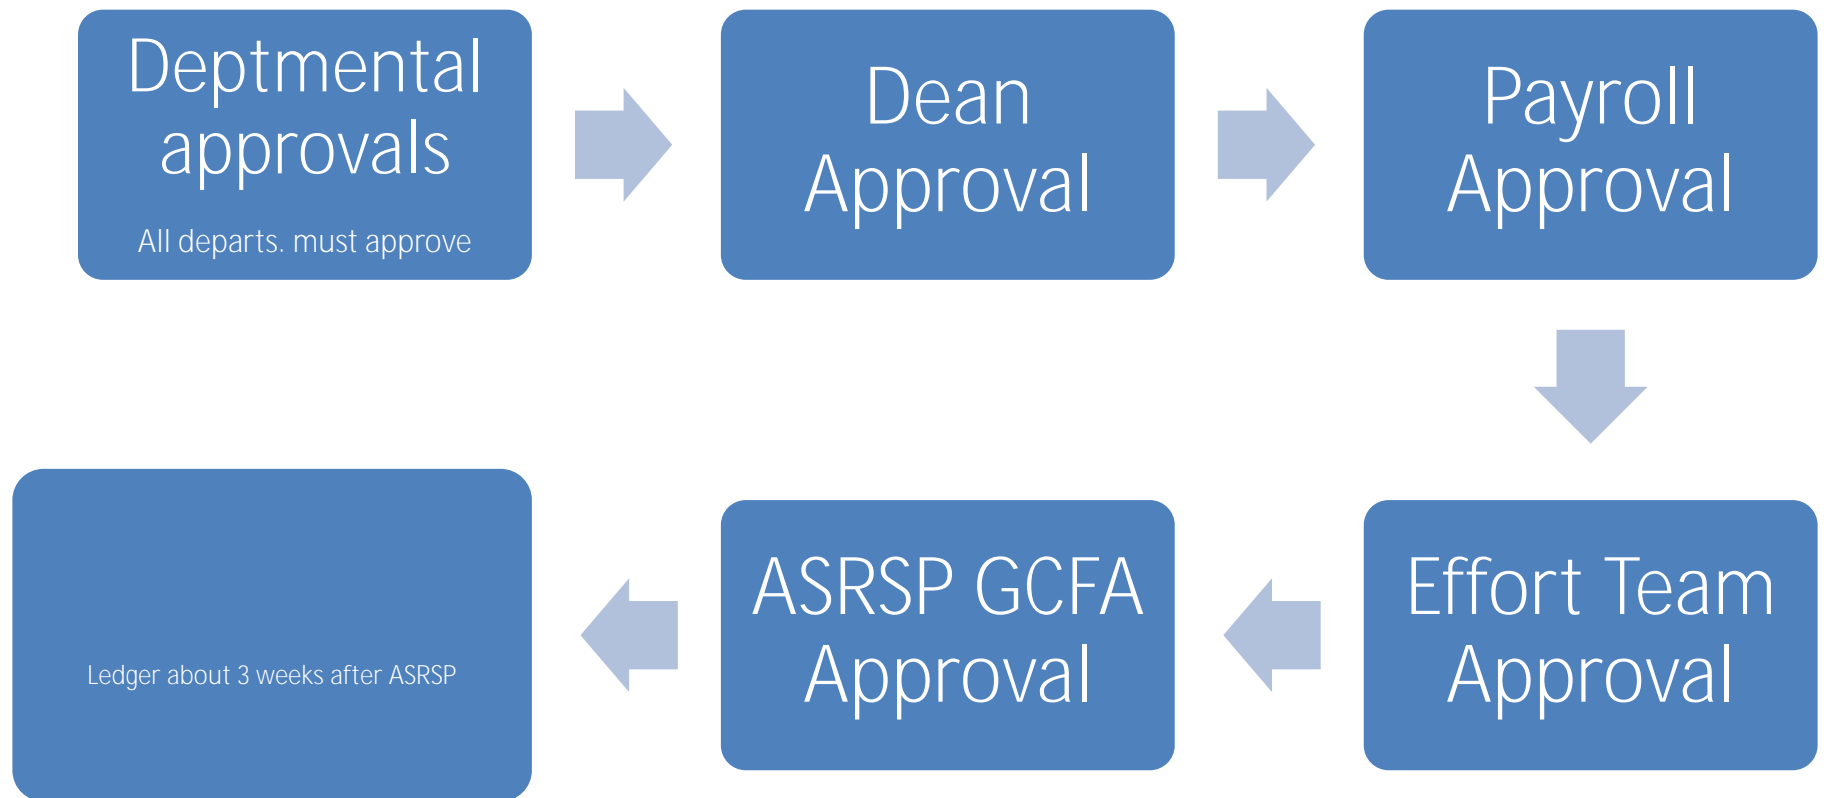 Deptmental
approvals
All departs. must approve
Dean
Approval
Payroll
Approval
Effort Team
Approval
ASRSP GCFA
Approval
Ledger about 3 weeks after ASRSP